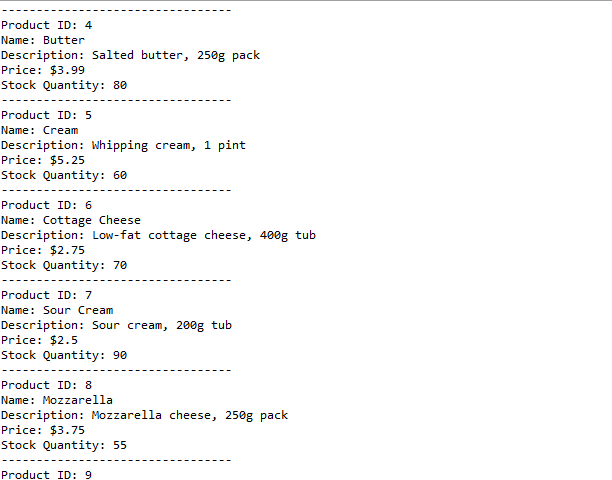 ---------------------------------
Product ID: 4
Name: Butter
Description: Salted butter, 250g pack
Price: $3.99
Stock Quantity: 80
---------------------------------
Product ID: 5
Name: Cream
Description: Whipping cream, 1 pint
Price: $5.25
Stock Quantity: 60
---------------------------------
Product ID: 6
Name: Cottage Cheese
Description: Low-fat cottage cheese, 400g tub
Price: $2.75
Stock Quantity: 70
---------------------------------
Product ID: 7
Name: Sour Cream
Description: Sour cream, 200g tub
Price: $2.5
Stock Quantity: 90
---------------------------------
Product ID: 8
Name: Mozzarella
Description: Mozzarella cheese, 250g pack
Price: $3.75
Stock Quantity: 55
---------------------------------
Product ID: 9